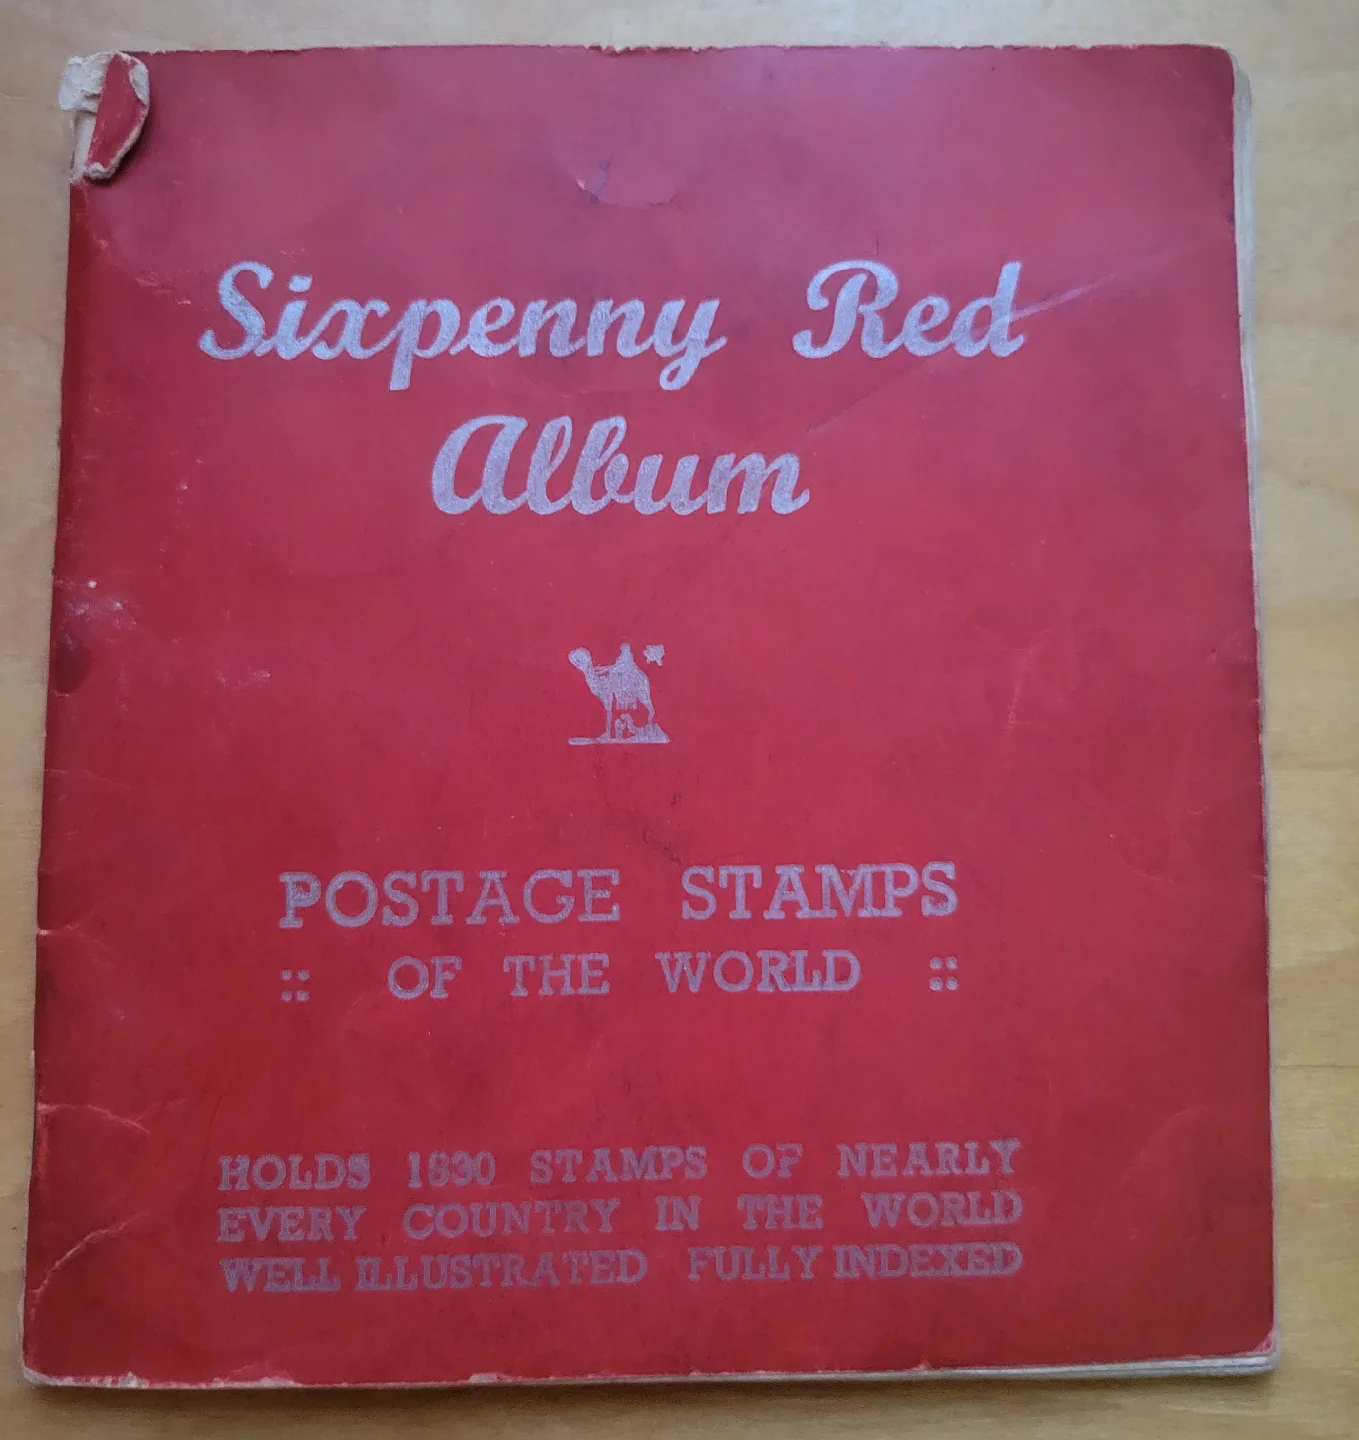 Sixpenny Red
Album
POSTAGE STAMPS
:: OF THE WORLD ::
HOLDS 1830 STAMPS OF NEARLY
EVERY COUNTRY IN THE WORLD
WELL ILLUSTRATED FULLY INDEXED